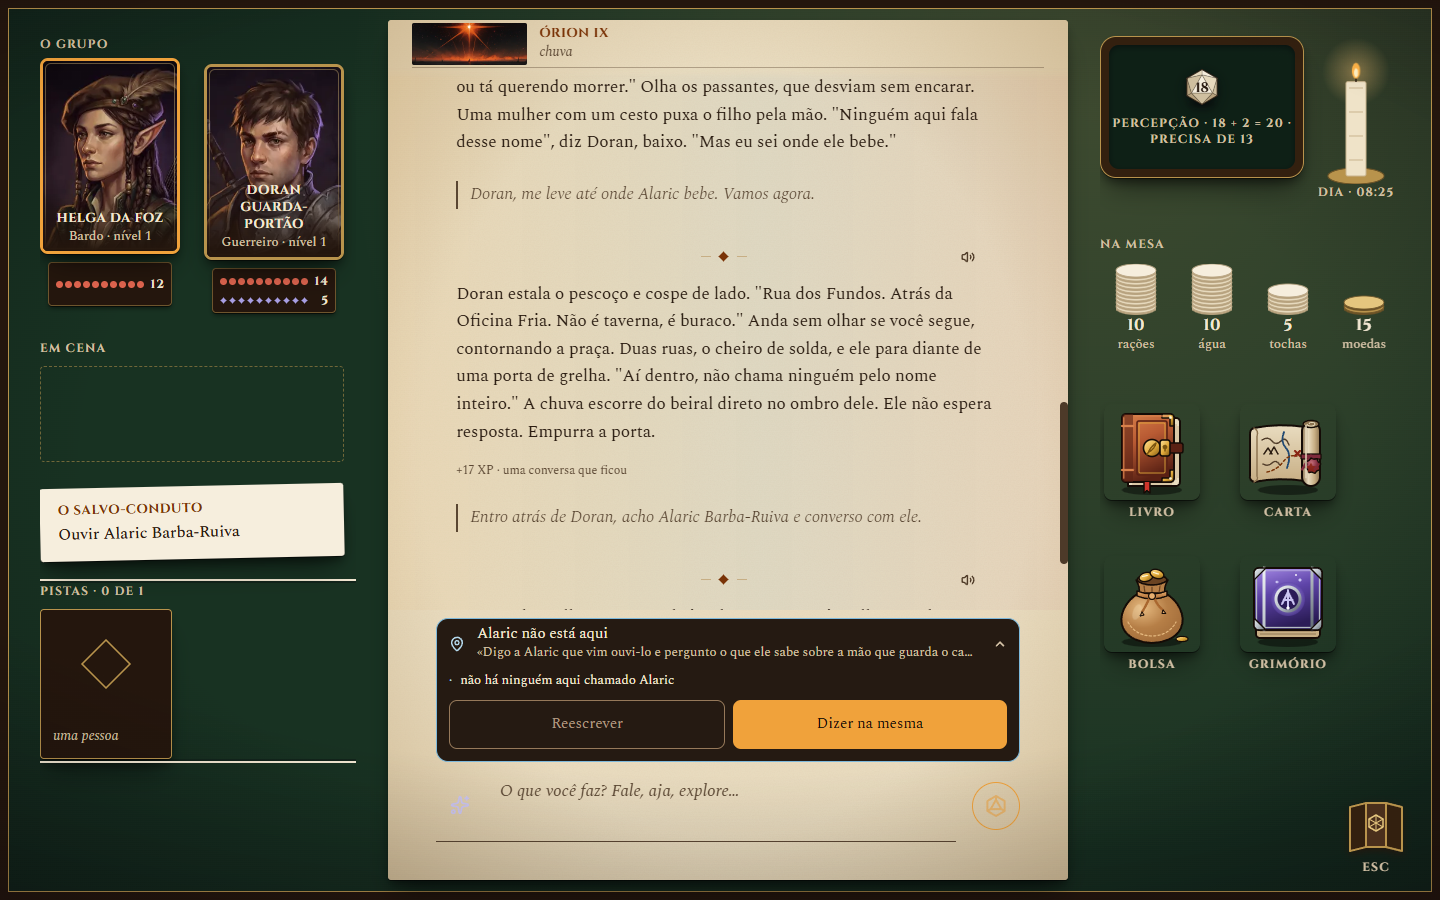 O GRUPO
HELGA DA FOZ
Bardo · nível 1
12
DORAN
GUARDA-
PORTÃO
Guerreiro · nível 1
14
5
EM CENA
O SALVO-CONDUTO
Ouvir Alaric Barba-Ruiva
PISTAS · 0 DE 1
uma pessoa
ÓRION IX
chuva
ou tá querendo morrer." Olha os passantes, que desviam sem encarar.
Uma mulher com um cesto puxa o filho pela mão. "Ninguém aqui fala
desse nome", diz Doran, baixo. "Mas eu sei onde ele bebe."
Doran, me leve até onde Alaric bebe. Vamos agora.
Doran estala o pescoço e cospe de lado. "Rua dos Fundos. Atrás da
Oficina Fria. Não é taverna, é buraco." Anda sem olhar se você segue,
contornando a praça. Duas ruas, o cheiro de solda, e ele para diante de
uma porta de grelha. "Aí dentro, não chama ninguém pelo nome
inteiro." A chuva escorre do beiral direto no ombro dele. Ele não espera
resposta. Empurra a porta.
+17 XP · uma conversa que ficou
Entro atrás de Doran, acho Alaric Barba-Ruiva e converso com ele.
Alaric não está aqui
«Digo a Alaric que vim ouvi-lo e pergunto o que ele sabe sobre a mão que guarda o ca…
· não há ninguém aqui chamado Alaric
Reescrever
Dizer na mesma
O que você faz? Fale, aja, explore…
18
PERCEPÇÃO · 18 + 2 = 20 ·
PRECISA DE 13
DIA · 08:25
NA MESA
10
rações
10
água
5
tochas
15
moedas
LIVRO
CARTA
BOLSA
GRIMÓRIO
ESC